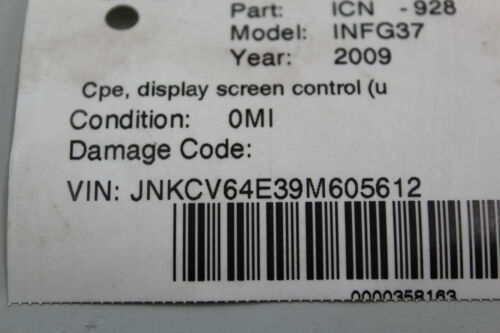 Part: ICN - 928
Model: INFG37
Year: 2009
Cpe, display screen control (u
Condition: 0MI
Damage Code:
VIN: JNKCV64E39M605612
0000358163